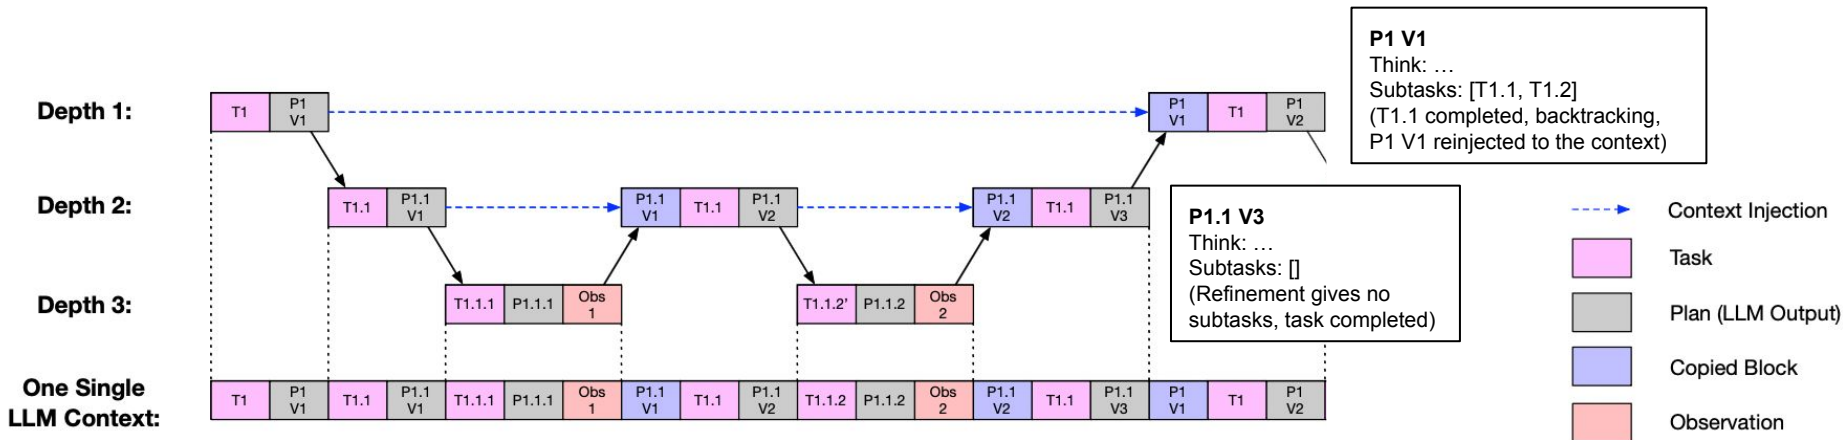 P1 V1
Think: …
Subtasks: [T1.1, T1.2]
(T1.1 completed, backtracking,
P1 V1 reinjected to the context)
Depth 1:
T1
P1
V1
P1
V1
T1
P1
V2
Depth 2:
T1.1
P1.1
V1
P1.1
V1
T1.1
P1.1
V2
P1.1
V2
T1.1
P1.1
V3
P1.1 V3
Think: …
Subtasks: []
(Refinement gives no
subtasks, task completed)
Depth 3:
T1.1.1
P1.1.1
Obs
1
T1.1.2'
P1.1.2
Obs
2
One Single
LLM Context:
T1
P1
V1
T1.1
P1.1
V1
T1.1.1
P1.1.1
Obs
1
P1.1
V1
T1.1
P1.1
V2
T1.1.2
P1.1.2
Obs
2
P1.1
V2
T1.1
P1.1
V3
P1
V1
T1
P1
V2
Context Injection
Task
Plan (LLM Output)
Copied Block
Observation